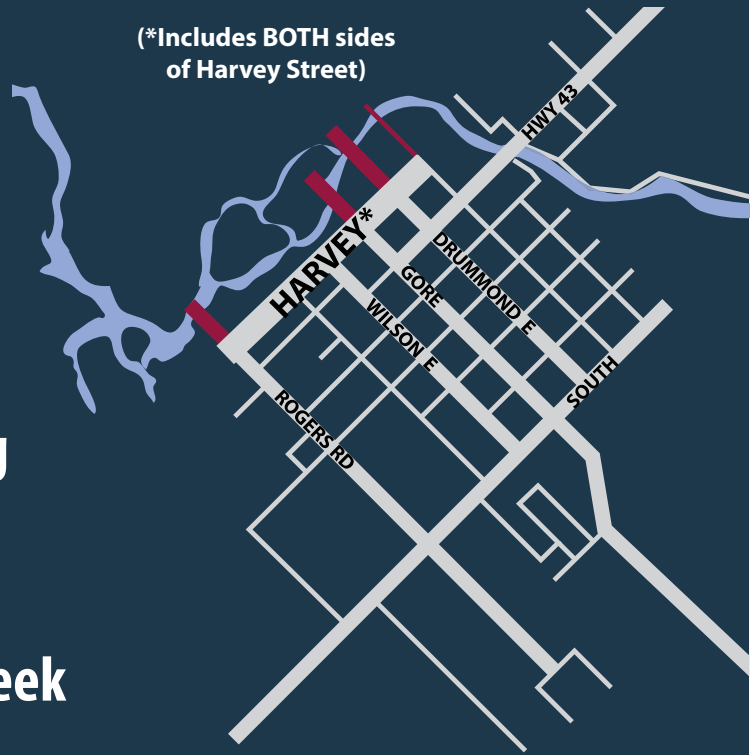 (*Includes BOTH sides
of Harvey Street)
HWY 43
HARVEY*
DRUMMOND E
GORE
WILSON E
SOUTH
ROGERS RD
g
eek